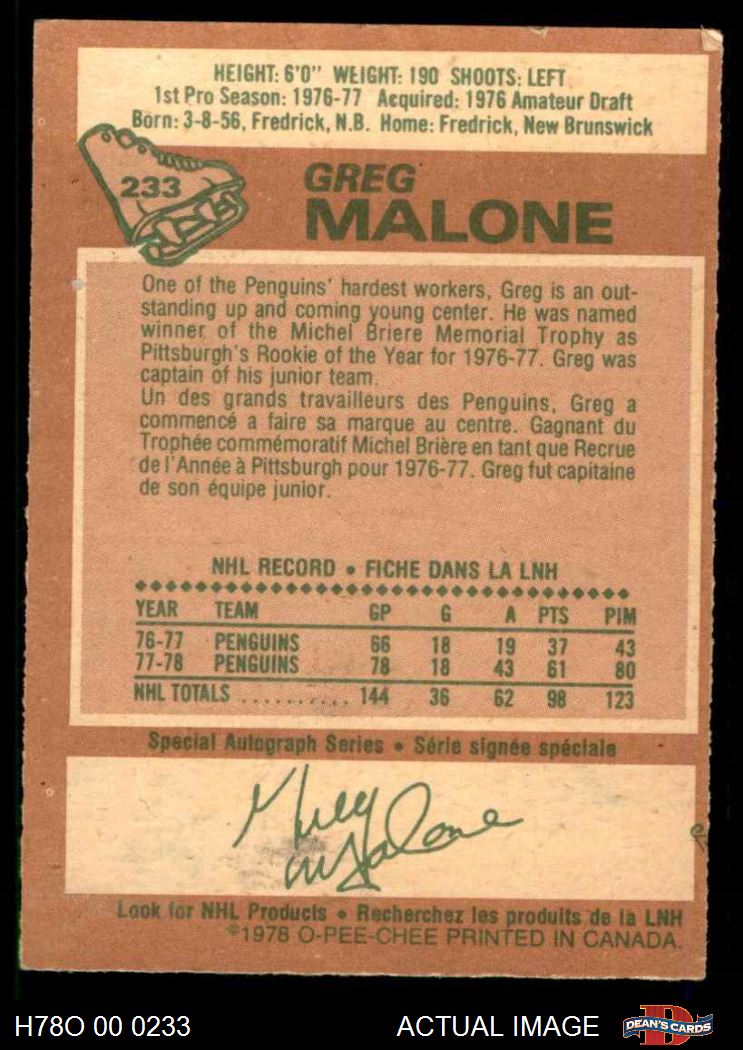 HEIGHT: 6'0" WEIGHT: 190 SHOOTS: LEFT
1st Pro Season: 1976-77 Acquired: 1976 Amateur Draft
Born: 3-8-56, Fredrick, N.B. Home: Fredrick, New Brunswick
233
GREG
MALONE
One of the Penguins' hardest workers, Greg is an out-
standing up and coming young center. He was named
winner of the Michel Briere Memorial Trophy as
Pittsburgh's Rookie of the Year for 1976-77. Greg was
captain of his junior team.
Un des grands travailleurs des Penguins, Greg a
commencé a faire sa marque au centre. Gagnant du
Trophée commémoratif Michel Brière en tant que Recrue
de l'Année à Pittsburgh pour 1976-77. Greg fut capitaine
de son équipe junior.
NHL RECORD • FICHE DANS LA LNH
YEAR TEAM GP G A PTS PIM
76-77 PENGUINS 66 18 19 37 43
77-78 PENGUINS 78 18 43 61 80
NHL TOTALS .......... 144 36 62 98 123
Special Autograph Series • Série signée spéciale
Greg
Malone
Look for NHL Products • Recherchez les produits de la LNH
©1978 O-PEE-CHEE PRINTED IN CANADA.
H78O 00 0233 ACTUAL IMAGE DEAN'S CARDS